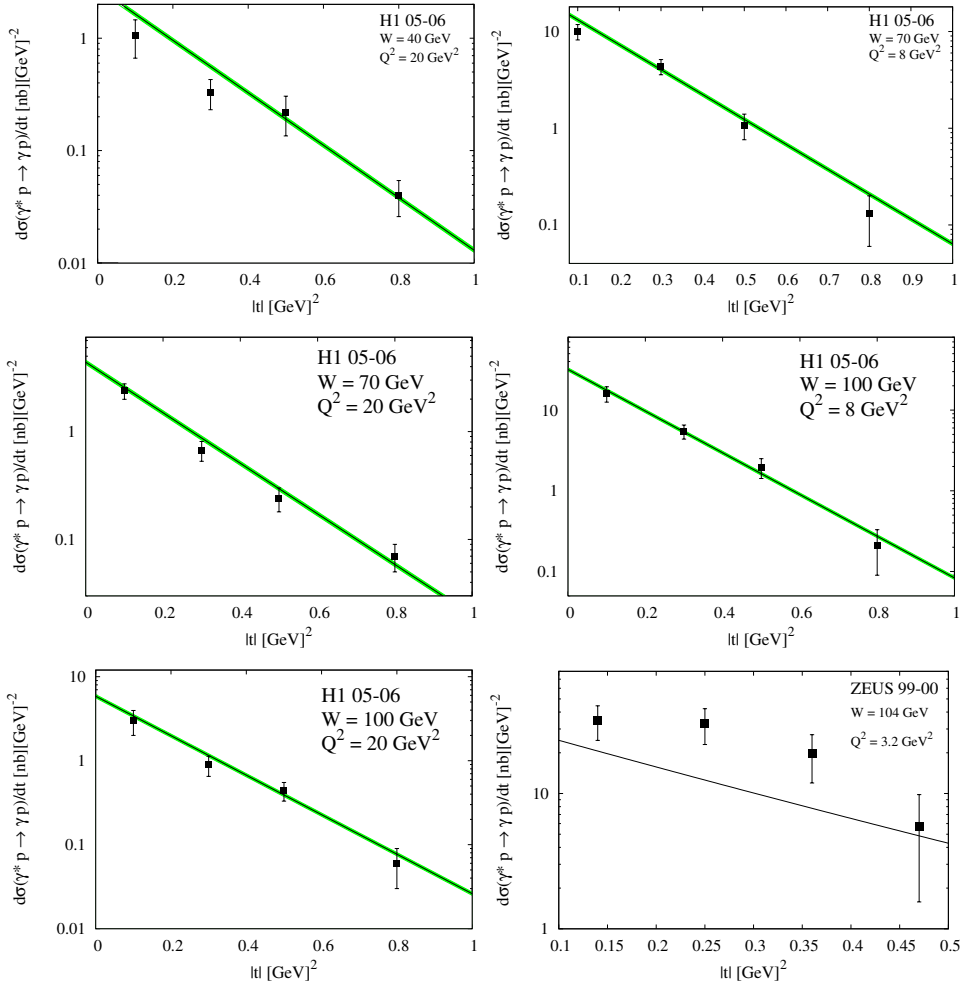 H1 05-06
W = 40 GeV
Q² = 20 GeV²
dσ(γ* p → γ p)/dt [nb][GeV]⁻²
1
0.1
0.01
0 0.2 0.4 0.6 0.8 1
|t| [GeV]²
H1 05-06
W = 70 GeV
Q² = 8 GeV²
dσ(γ* p → γ p)/dt [nb][GeV]⁻²
10
1
0.1
0.1 0.2 0.3 0.4 0.5 0.6 0.7 0.8 0.9 1
|t| [GeV]²
H1 05-06
W = 70 GeV
Q² = 20 GeV²
dσ(γ* p → γ p)/dt [nb][GeV]⁻²
1
0.1
0 0.2 0.4 0.6 0.8 1
|t| [GeV]²
H1 05-06
W = 100 GeV
Q² = 8 GeV²
dσ(γ* p → γ p)/dt [nb][GeV]⁻²
10
1
0.1
0 0.2 0.4 0.6 0.8 1
|t| [GeV]²
H1 05-06
W = 100 GeV
Q² = 20 GeV²
dσ(γ* p → γ p)/dt [nb][GeV]⁻²
10
1
0.1
0.01
0 0.2 0.4 0.6 0.8 1
|t| [GeV]²
ZEUS 99-00
W = 104 GeV
Q² = 3.2 GeV²
dσ(γ* p → γ p)/dt [nb][GeV]⁻²
10
1
0.1 0.15 0.2 0.25 0.3 0.35 0.4 0.45 0.5
|t| [GeV]²